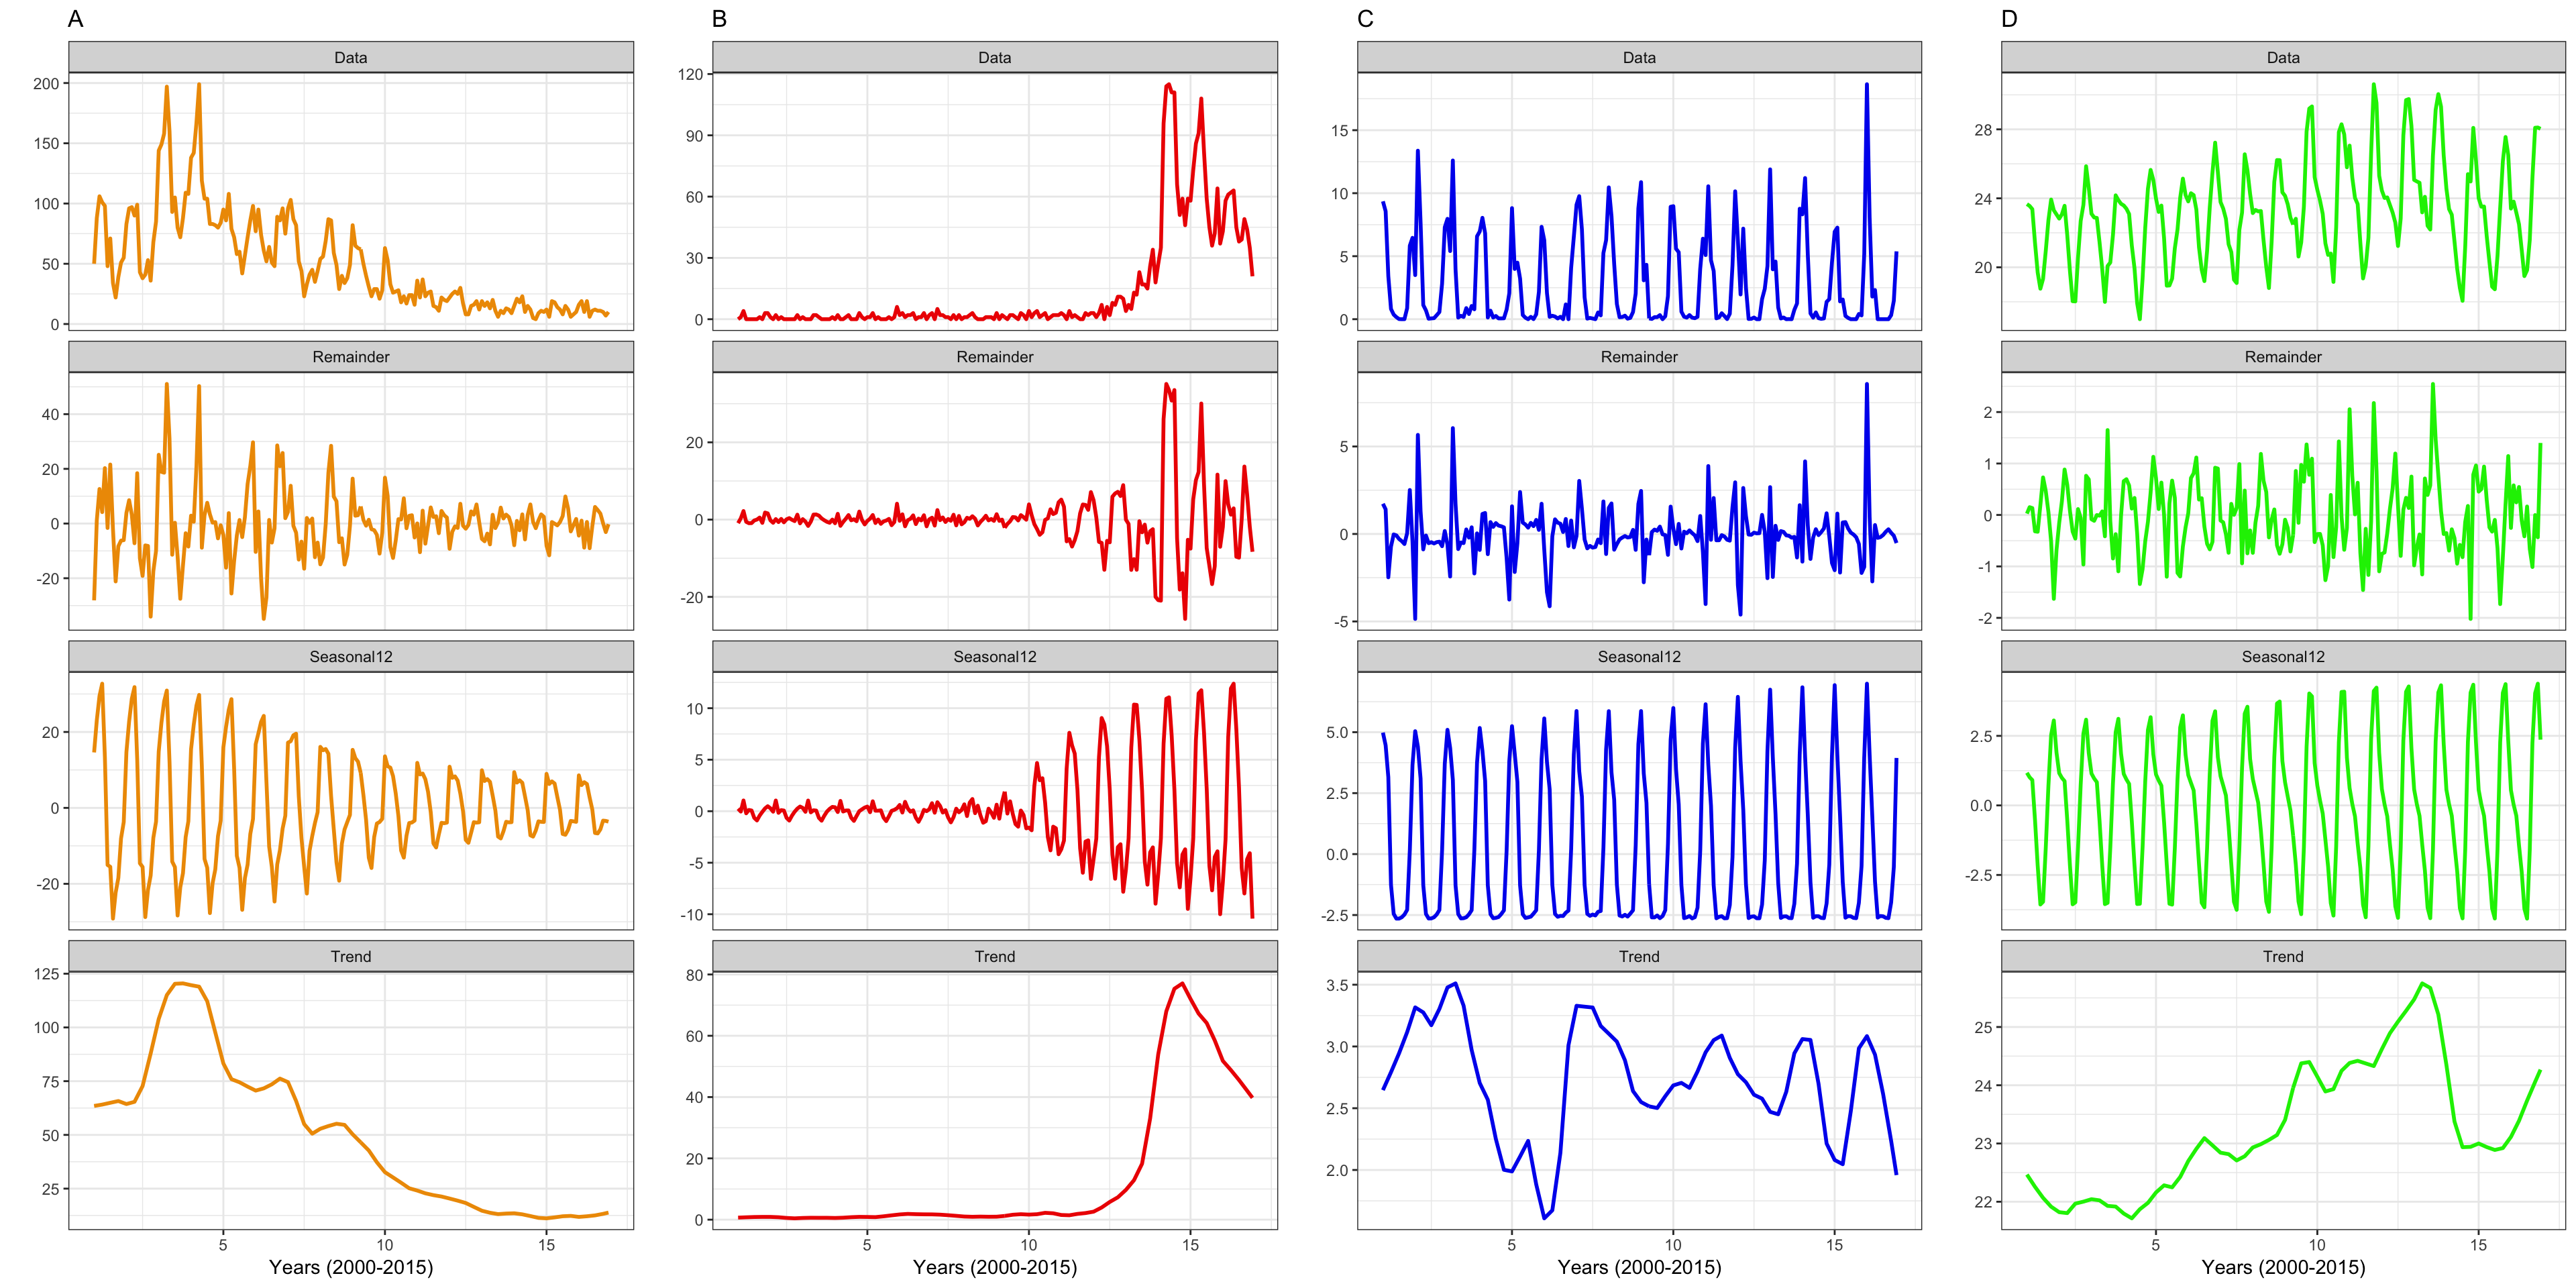 A
Data
200
150
100
50
0
Remainder
40
20
0
-20
Seasonal12
20
0
-20
Trend
125
100
75
50
25
5 10 15
Years (2000-2015)
B
Data
120
90
60
30
0
Remainder
20
0
-20
Seasonal12
10
5
0
-5
-10
Trend
80
60
40
20
0
5 10 15
Years (2000-2015)
C
Data
15
10
5
0
Remainder
5
0
-5
Seasonal12
5.0
2.5
0.0
-2.5
Trend
3.5
3.0
2.5
2.0
5 10 15
Years (2000-2015)
D
Data
28
24
20
Remainder
2
1
0
-1
-2
Seasonal12
2.5
0.0
-2.5
Trend
25
24
23
22
5 10 15
Years (2000-2015)